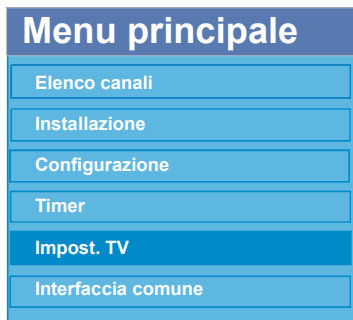 Menu principale
Elenco canali
Installazione
Configurazione
Timer
Impost. TV
Interfaccia comune